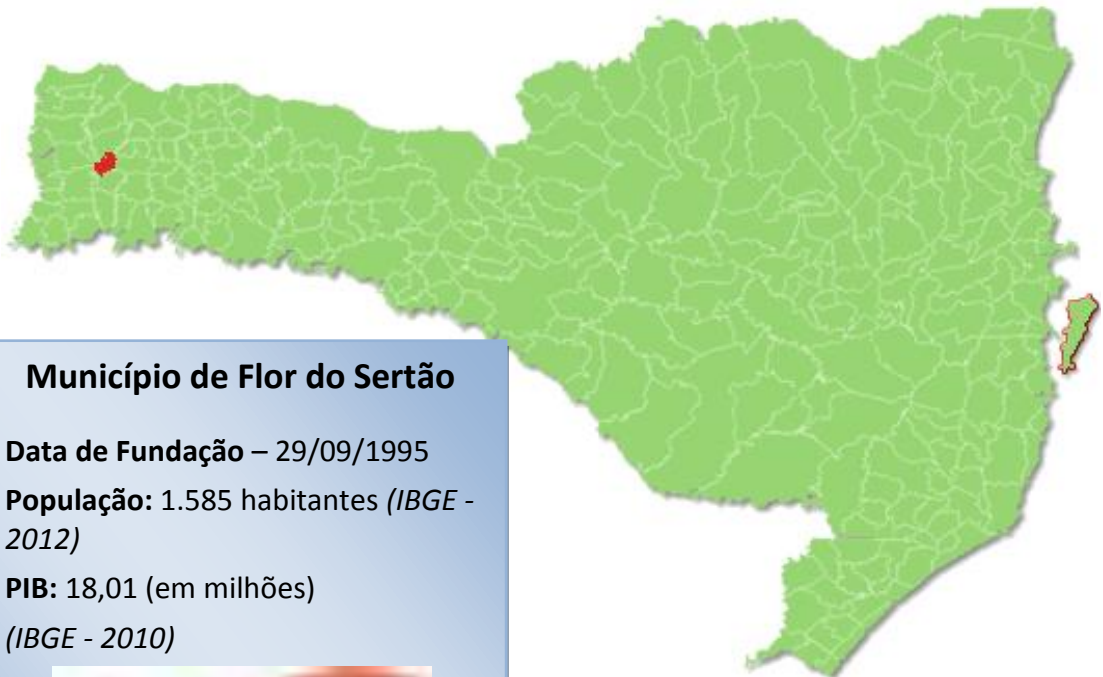 Município de Flor do Sertão
Data de Fundação – 29/09/1995
População: 1.585 habitantes (IBGE -
2012)
PIB: 18,01 (em milhões)
(IBGE - 2010)